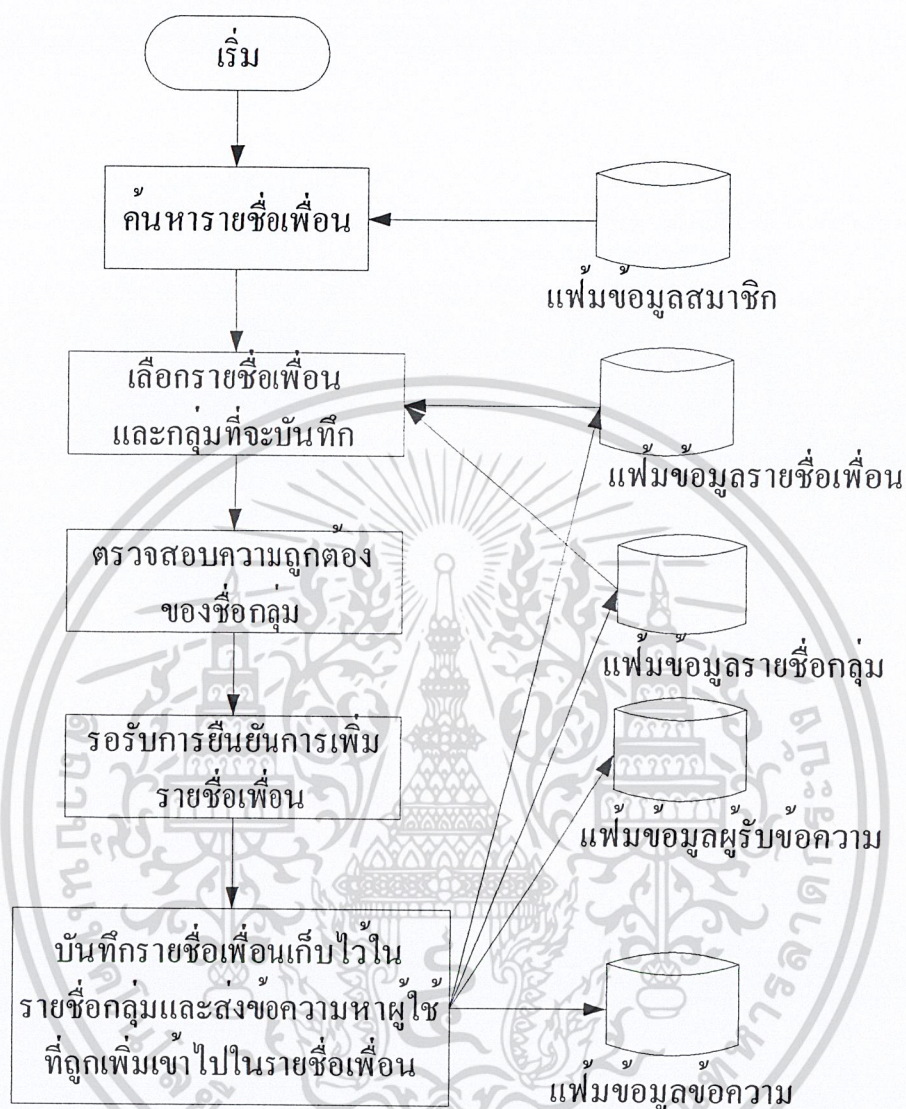 เริ่ม
ค้นหารายชื่อเพื่อน
แฟ้มข้อมูลสมาชิก
เลือกรายชื่อเพื่อน
และกลุ่มที่จะบันทึก
แฟ้มข้อมูลรายชื่อเพื่อน
ตรวจสอบความถูกต้อง
ของชื่อกลุ่ม
แฟ้มข้อมูลรายชื่อกลุ่ม
รอรับการยืนยันการเพิ่ม
รายชื่อเพื่อน
แฟ้มข้อมูลผู้รับข้อความ
บันทึกรายชื่อเพื่อนเก็บไว้ใน
รายชื่อกลุ่มและส่งข้อความหาผู้ใช้
ที่ถูกเพิ่มเข้าไปในรายชื่อเพื่อน
แฟ้มข้อมูลข้อความ